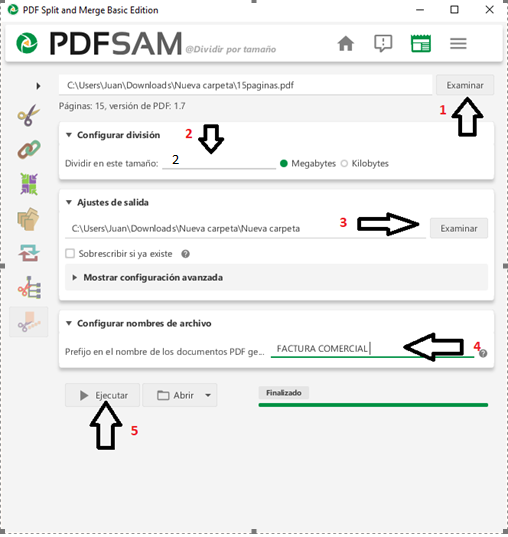 PDF Split and Merge Basic Edition
PDFSAM @Dividir por tamaño
C:\Users\Juan\Downloads\Nueva carpeta\15paginas.pdf Examinar
Páginas: 15, versión de PDF: 1.7
1
Configurar división 2
Dividir en este tamaño: 2 Megabytes Kilobytes
Ajustes de salida
C:\Users\Juan\Downloads\Nueva carpeta\Nueva carpeta 3 Examinar
Sobrescribir si ya existe ?
Mostrar configuración avanzada
Configurar nombres de archivo
Prefijo en el nombre de los documentos PDF ge... FACTURA COMERCIAL 4 ?
Ejecutar Abrir Finalizado
5